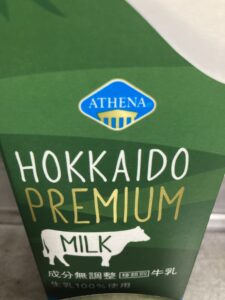 ATHENA
HOKKAIDO
PREMIUM
MILK
成分無調整 種類別 牛乳
生乳100%使用